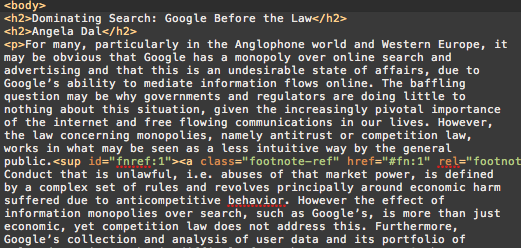 <body>
<h2>Dominating Search: Google Before the Law</h2>
<h2>Angela Dal</h2>
<p>For many, particularly in the Anglophone world and Western Europe, it
may be obvious that Google has a monopoly over online search and
advertising and that this is an undesirable state of affairs, due to
Google's ability to mediate information flows online. The baffling
question may be why governments and regulators are doing little to
nothing about this situation, given the increasingly pivotal importance
of the internet and free flowing communications in our lives. However,
the law concerning monopolies, namely antitrust or competition law,
works in what may be seen as a less intuitive way by the general
public.<sup id="fnref:1"><a class="footnote-ref" href="#fn:1" rel="footnot
Conduct that is unlawful, i.e. abuses of that market power, is defined
by a complex set of rules and revolves principally around economic harm
suffered due to anticompetitive behavior. However the effect of
information monopolies over search, such as Google's, is more than just
economic, yet competition law does not address this. Furthermore,
Google's collection and analysis of user data and its portfolio of